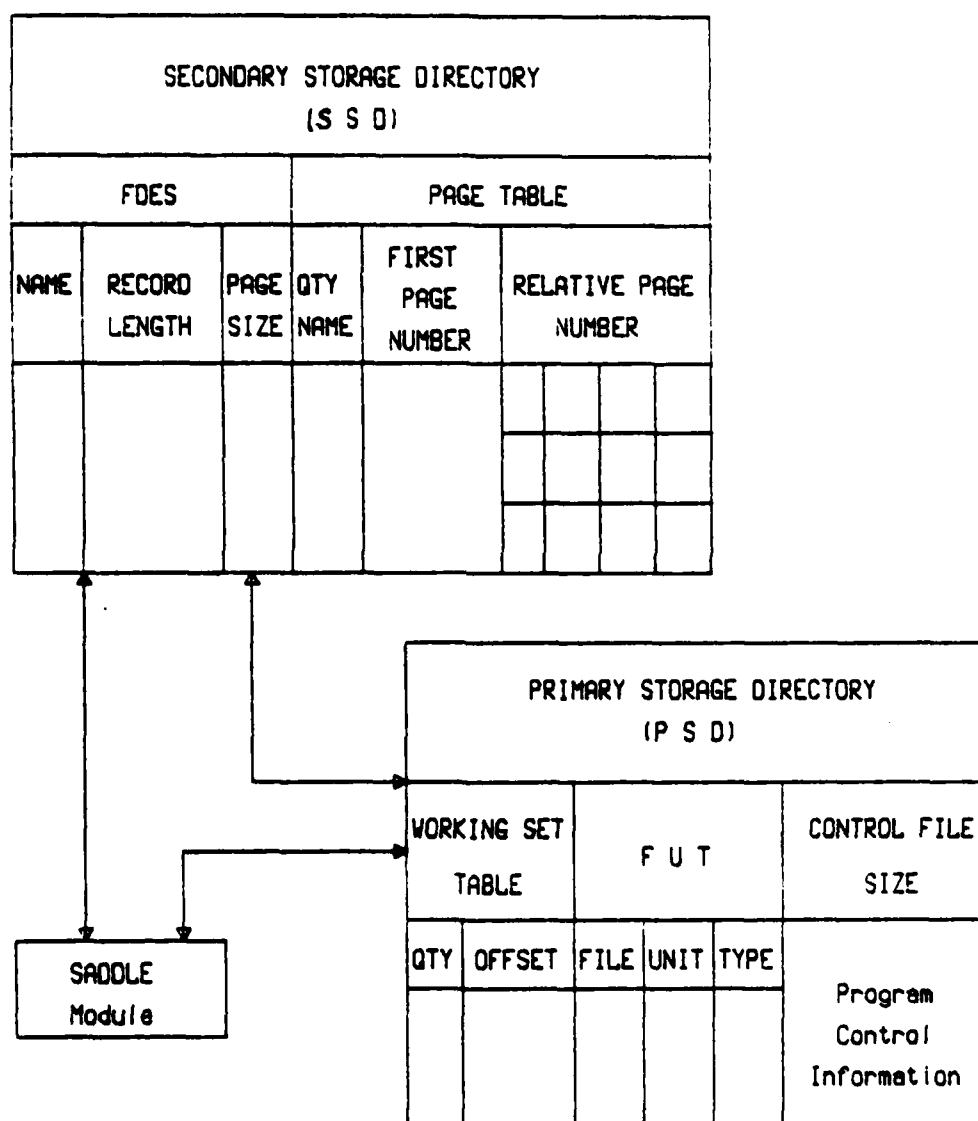 SECONDARY STORAGE DIRECTORY
(S S D)
FDES
PAGE TABLE
NAME
RECORD
LENGTH
PAGE
SIZE
QTY
NAME
FIRST
PAGE
NUMBER
RELATIVE PAGE
NUMBER
PRIMARY STORAGE DIRECTORY
(P S D)
WORKING SET
TABLE
F U T
CONTROL FILE
SIZE
QTY
OFFSET
FILE
UNIT
TYPE
Program
Control
Information
SADDLE
Module